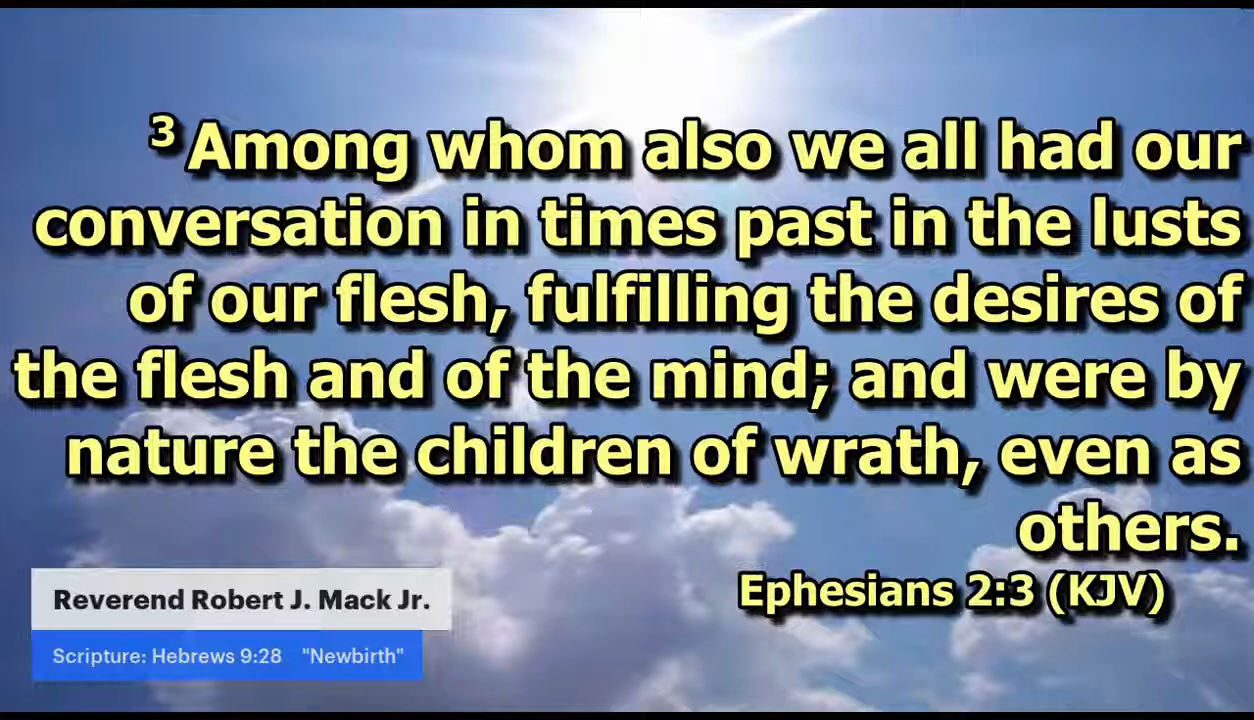 3 Among whom also we all had our
conversation in times past in the lusts
of our flesh, fulfilling the desires of
the flesh and of the mind; and were by
nature the children of wrath, even as
others.
Ephesians 2:3 (KJV)
Reverend Robert J. Mack Jr.
Scripture: Hebrews 9:28 "Newbirth"